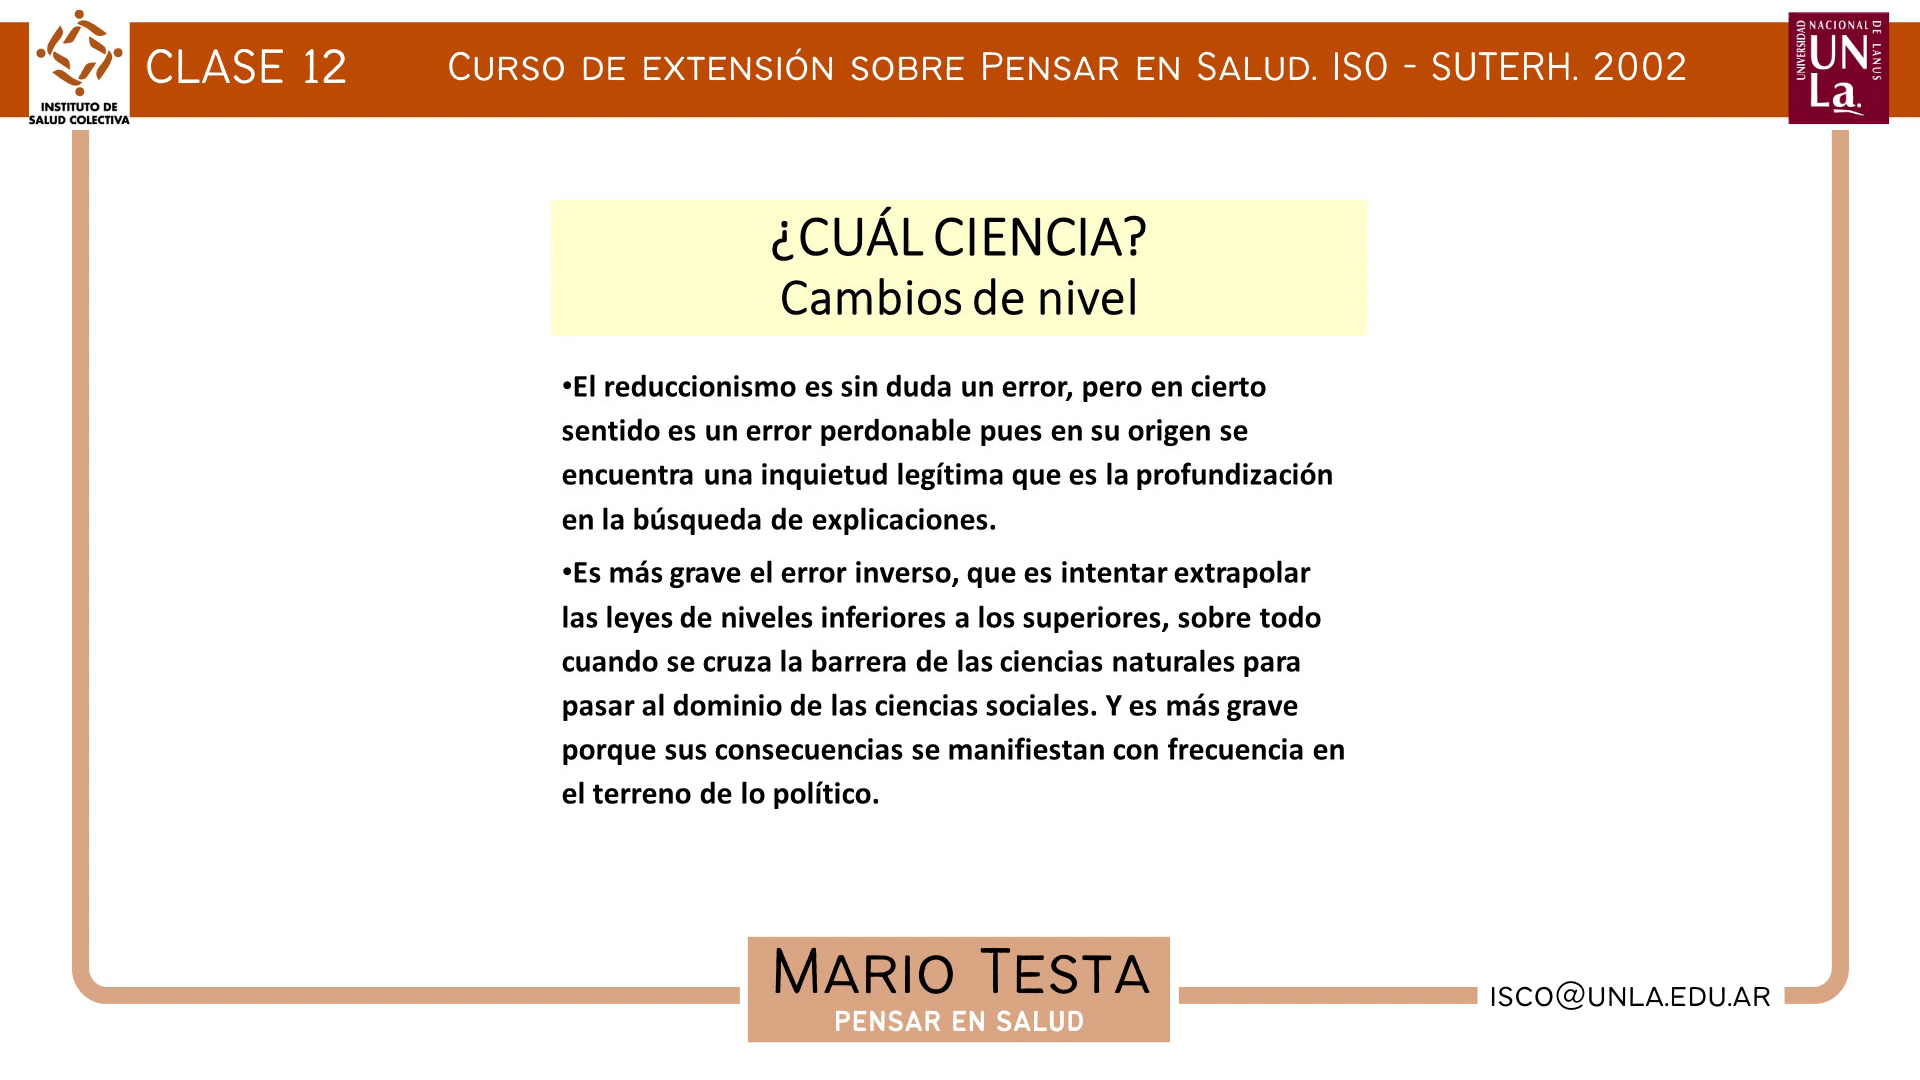 INSTITUTO DE
SALUD COLECTIVA
CLASE 12
CURSO DE EXTENSIÓN SOBRE PENSAR EN SALUD. ISO - SUTERH. 2002
UNIVERSIDAD NACIONAL DE LANUS
UN
La.
¿CUÁL CIENCIA?
Cambios de nivel
•El reduccionismo es sin duda un error, pero en cierto
sentido es un error perdonable pues en su origen se
encuentra una inquietud legítima que es la profundización
en la búsqueda de explicaciones.
•Es más grave el error inverso, que es intentar extrapolar
las leyes de niveles inferiores a los superiores, sobre todo
cuando se cruza la barrera de las ciencias naturales para
pasar al dominio de las ciencias sociales. Y es más grave
porque sus consecuencias se manifiestan con frecuencia en
el terreno de lo político.
MARIO TESTA
PENSAR EN SALUD
ISCO@UNLA.EDU.AR